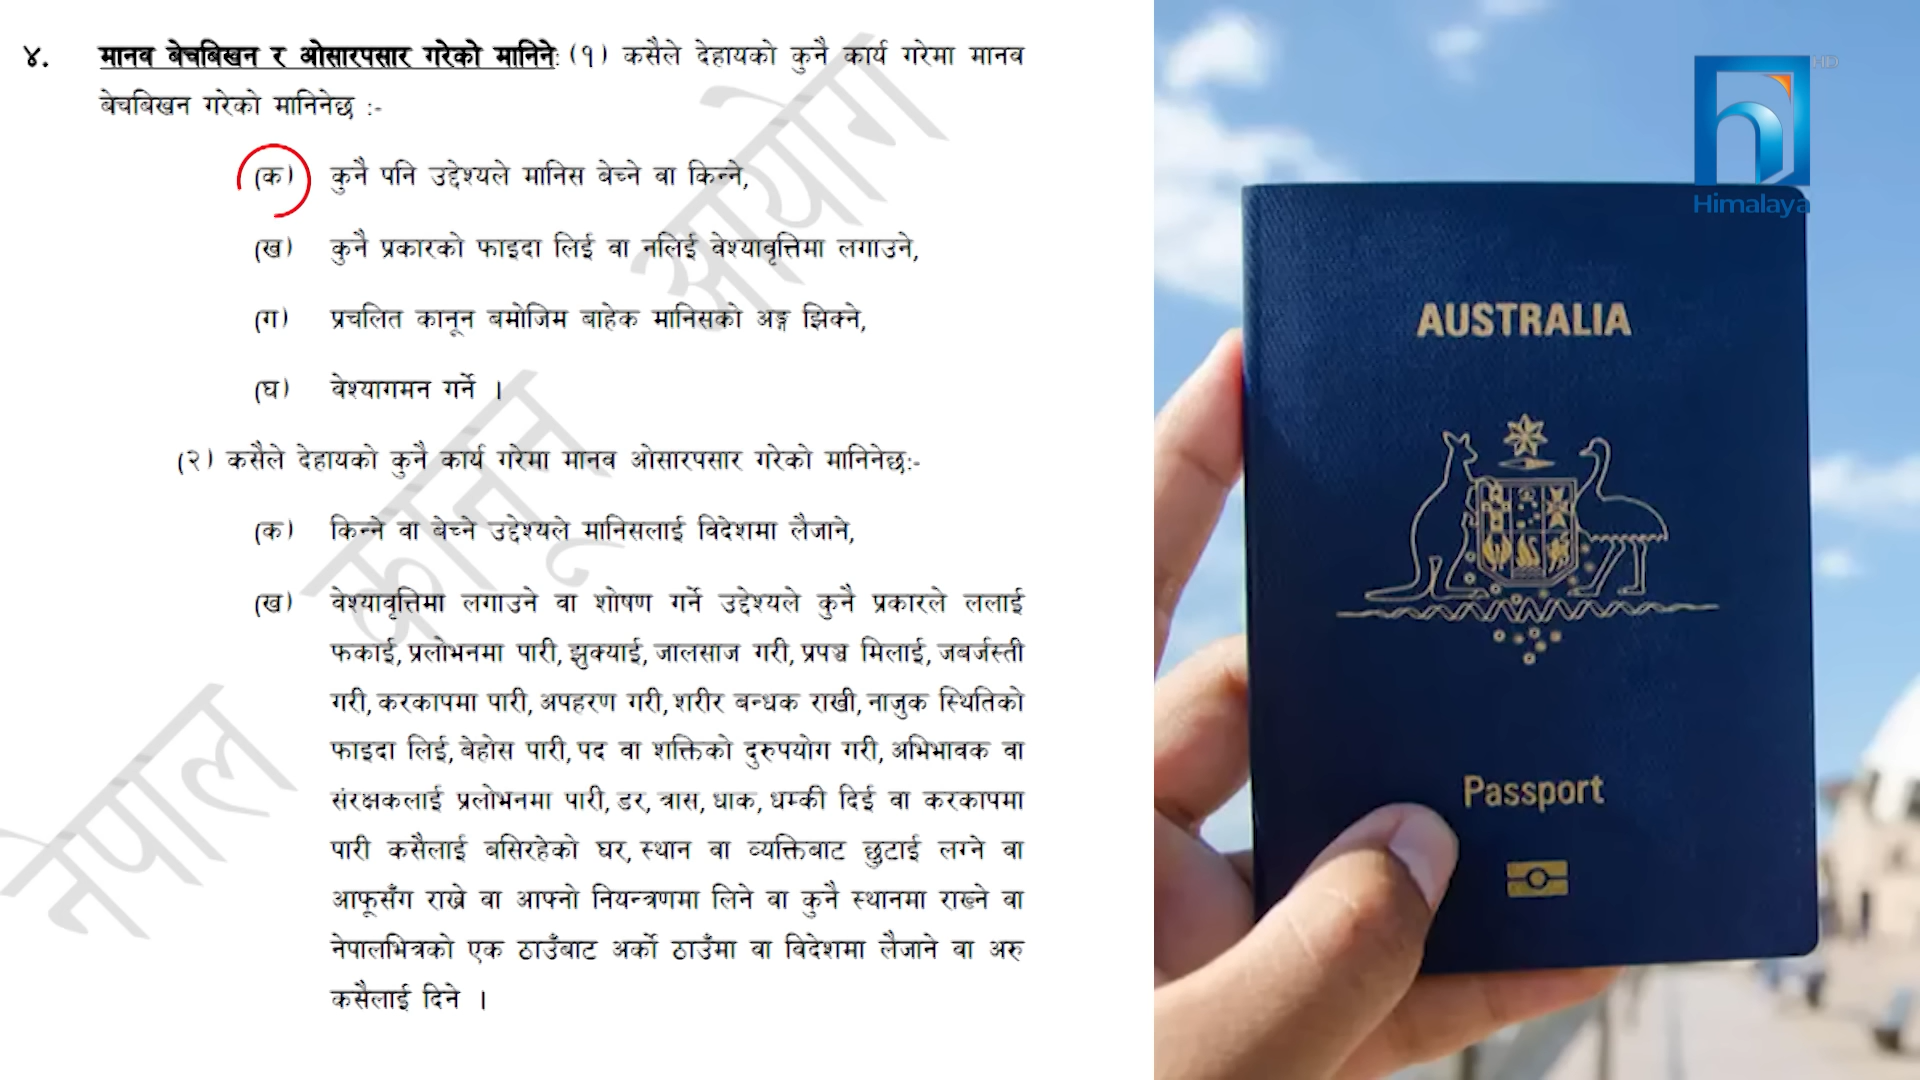 ४. मानव बेचबिखन र ओसारपसार गरेको मानिने: (१) कसैले देहायको कुनै कार्य गरेमा मानव
बेचबिखन गरेको मानिनेछ :-
(क) कुनै पनि उद्देश्यले मानिस बेच्ने वा किन्ने,
(ख) कुनै प्रकारको फाइदा लिई वा नलिई वेश्यावृत्तिमा लगाउने,
(ग) प्रचलित कानून बमोजिम बाहेक मानिसको अङ्ग झिक्ने,
(घ) वेश्यागमन गर्ने ।
(२) कसैले देहायको कुनै कार्य गरेमा मानव ओसारपसार गरेको मानिनेछ:-
(क) किन्ने वा बेच्ने उद्देश्यले मानिसलाई विदेशमा लैजाने,
(ख) वेश्यावृत्तिमा लगाउने वा शोषण गर्ने उद्देश्यले कुनै प्रकारले ललाई
फकाई, प्रलोभनमा पारी, झुक्याई, जालसाज गरी, प्रपञ्च मिलाई, जबर्जस्ती
गरी, करकापमा पारी, अपहरण गरी, शरीर बन्धक राखी, नाजुक स्थितिको
फाइदा लिई, बेहोस पारी, पद वा शक्तिको दुरुपयोग गरी, अभिभावक वा
संरक्षकलाई प्रलोभनमा पारी, डर, त्रास, धाक, धम्की दिई वा करकापमा
पारी कसैलाई बसिरहेको घर, स्थान वा व्यक्तिबाट छुटाई लग्ने वा
आफूसँग राख्ने वा आफ्नो नियन्त्रणमा लिने वा कुनै स्थानमा राख्ने वा
नेपालभित्रको एक ठाउँबाट अर्को ठाउँमा वा विदेशमा लैजाने वा अरु
कसैलाई दिने ।
नेपाल कानून आयोग
HD
Himalaya
AUSTRALIA
Passport